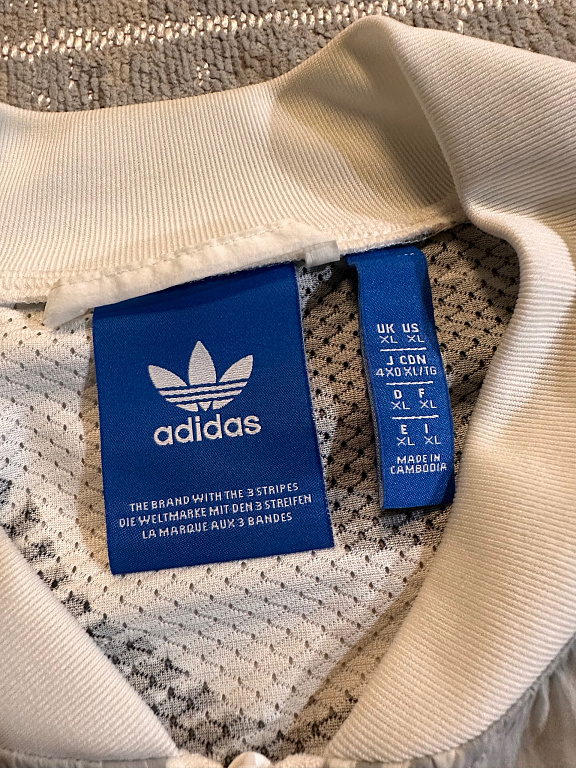 adidas
THE BRAND WITH THE 3 STRIPES
DIE WELTMARKE MIT DEN 3 STREIFEN
LA MARQUE AUX 3 BANDES
UK US
XL XL
J CDN
4XO XL/TG
D F
XL XL
E I
XL XL
MADE IN
CAMBODIA